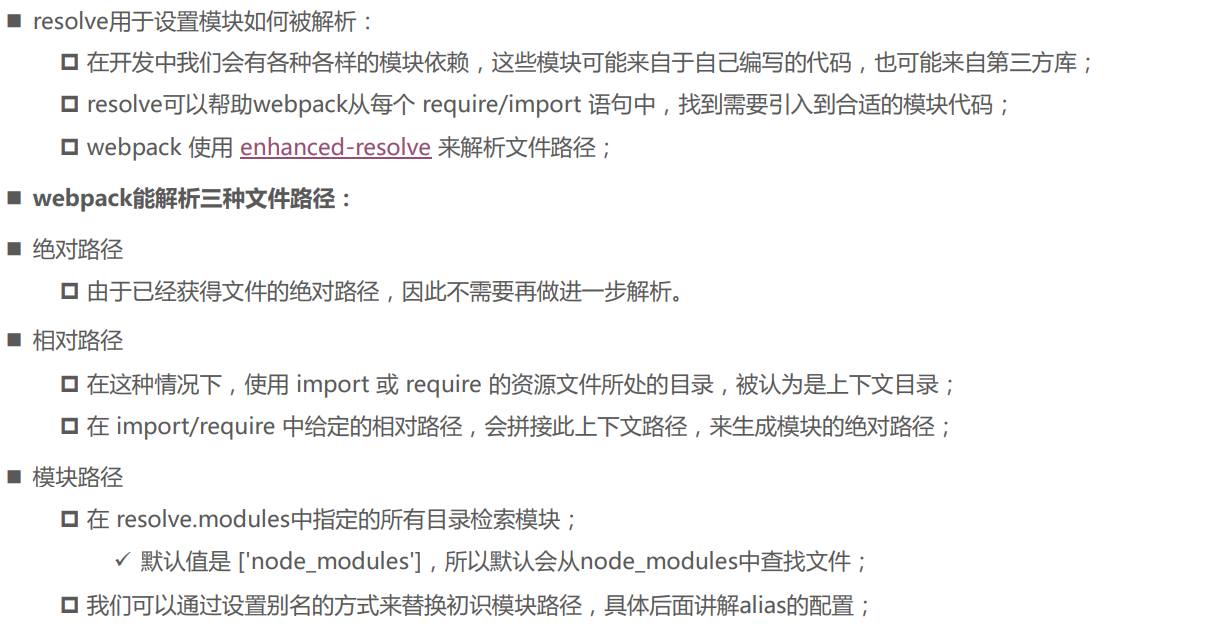 resolve用于设置模块如何被解析：
在开发中我们会有各种各样的模块依赖，这些模块可能来自于自己编写的代码，也可能来自第三方库；
resolve可以帮助webpack从每个 require/import 语句中，找到需要引入到合适的模块代码；
webpack 使用 enhanced-resolve 来解析文件路径；
webpack能解析三种文件路径：
绝对路径
由于已经获得文件的绝对路径，因此不需要再做进一步解析。
相对路径
在这种情况下，使用 import 或 require 的资源文件所处的目录，被认为是上下文目录；
在 import/require 中给定的相对路径，会拼接此上下文路径，来生成模块的绝对路径；
模块路径
在 resolve.modules中指定的所有目录检索模块；
✓ 默认值是 ['node_modules']，所以默认会从node_modules中查找文件；
我们可以通过设置别名的方式来替换初识模块路径，具体后面讲解alias的配置；